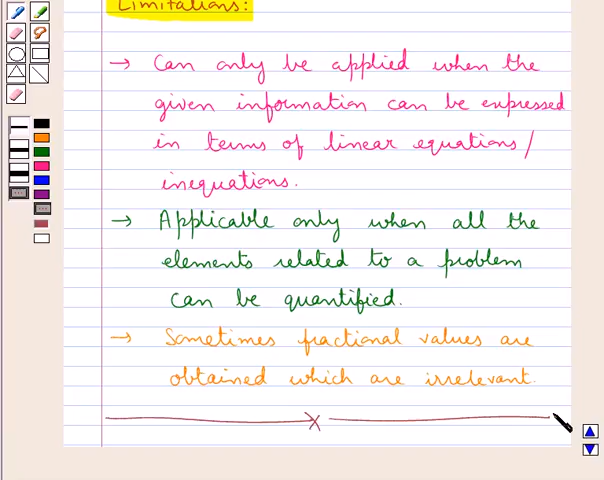 Limitations:
→ Can only be applied when the
given information can be expressed
in terms of linear equations/
inequations.
→ Applicable only when all the
elements related to a problem
can be quantified.
→ Sometimes fractional values are
obtained which are irrelevant.